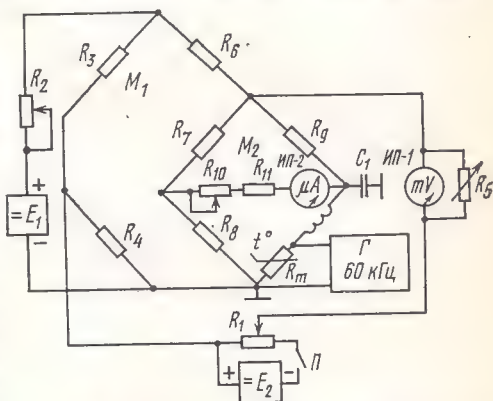 R2
R3
M1
R6
R7
M2
R9
R10
R11
ИП-2
μA
C1
ИП-1
mV
R5
+
= E1
−
R4
R8
t°
Rт
Г
60 кГц
R1
П
+
= E2
−